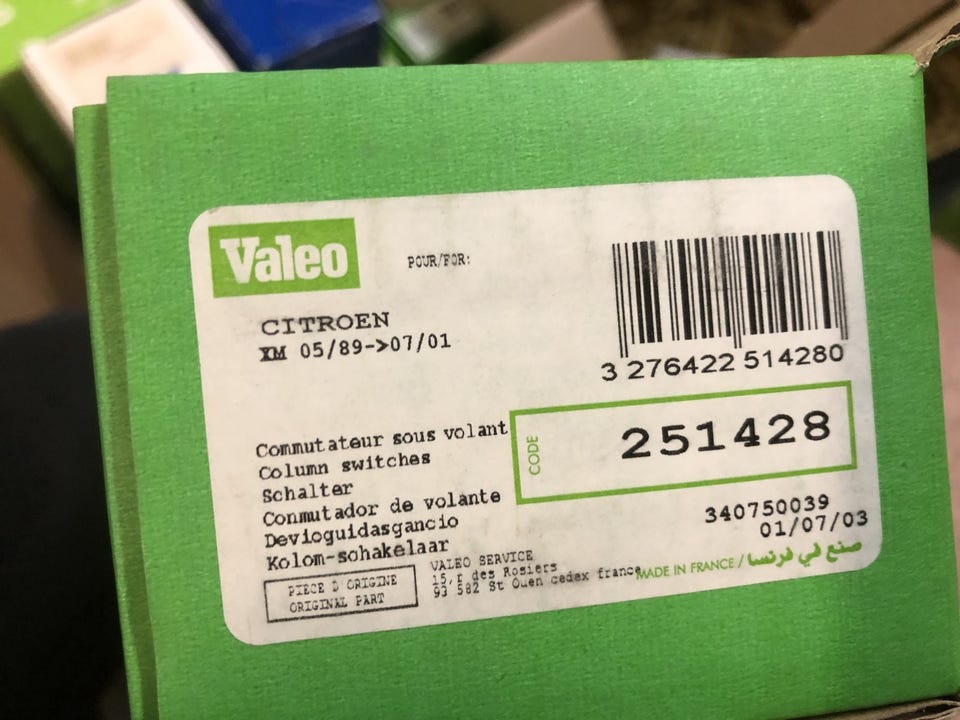 Valeo
POUR/FOR:
CITROEN
XM 05/89->07/01
3 276422 514280
Commutateur sous volant
Column switches
Schalter
Conmutador de volante
Devioguidasgancio
Kolom-schakelaar
CODE
251428
340750039
01/07/03
PIECE D'ORIGINE
ORIGINAL PART
VALEO SERVICE
15,r des Rosiers
93 582 St Ouen cedex france
MADE IN FRANCE / صنع في فرنسا